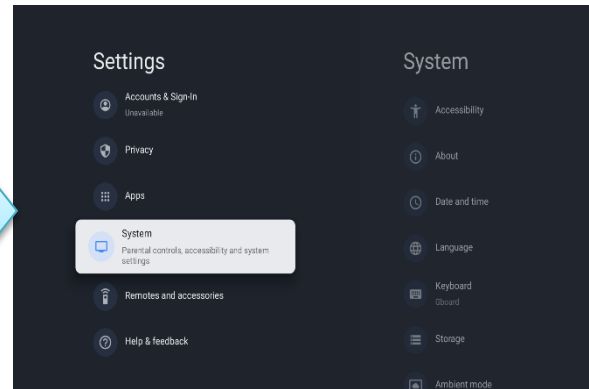 Settings
Accounts & Sign-In
Unavailable
Privacy
Apps
System
Parental controls, accessibility and system
settings
Remotes and accessories
Help & feedback
System
Accessibility
About
Date and time
Language
Keyboard
Gboard
Storage
Ambient mode